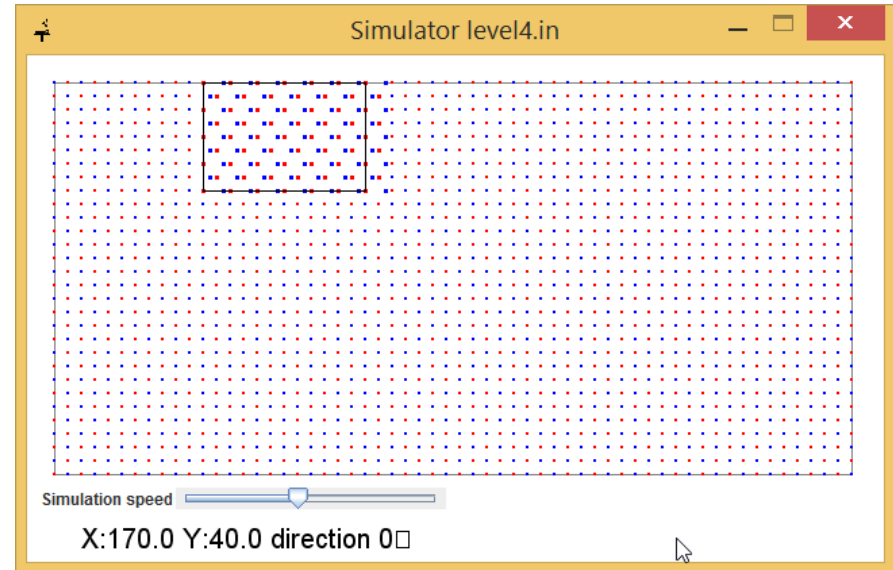 Simulator level4.in
Simulation speed
X:170.0 Y:40.0 direction 0□